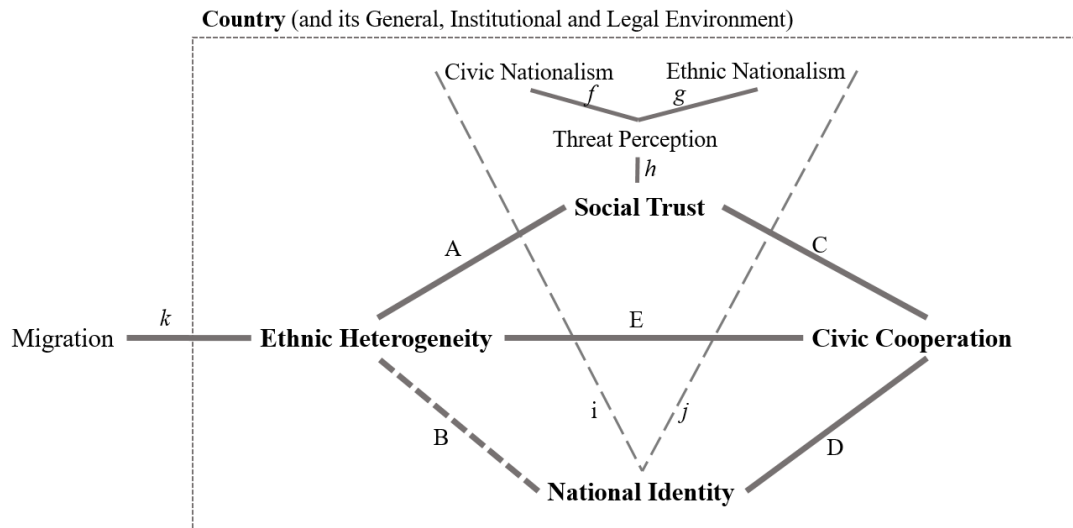 Country (and its General, Institutional and Legal Environment)
Civic Nationalism
Ethnic Nationalism
f
g
Threat Perception
h
Social Trust
A
C
k
E
Migration
Ethnic Heterogeneity
Civic Cooperation
i
j
B
D
National Identity